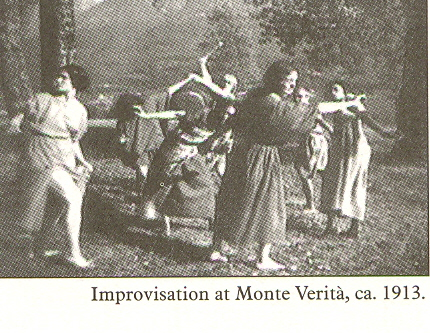 Improvisation at Monte Verità, ca. 1913.